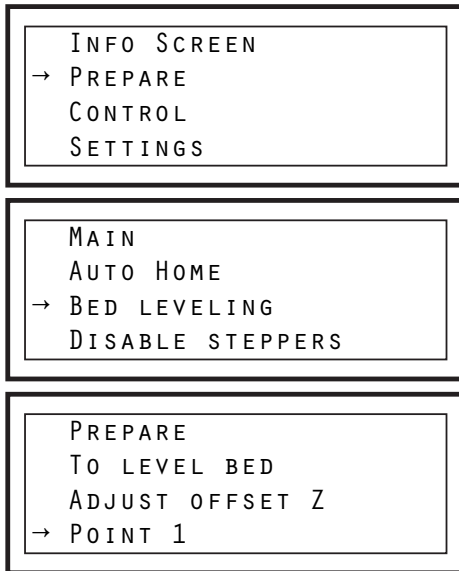 Info Screen
→ Prepare
Control
Settings
Main
Auto Home
→ Bed leveling
Disable steppers
Prepare
To level bed
Adjust offset Z
→ Point 1